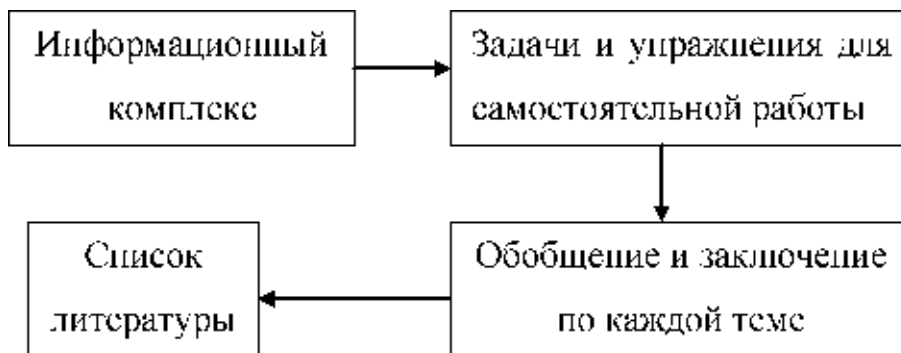 Информационный
комплекс
Задачи и упражнения для
самостоятельной работы
Обобщение и заключение
по каждой теме
Список
литературы